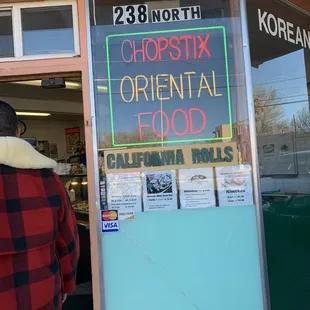 238 NORTH
KOREAN
CHOPSTIX
ORIENTAL
FOOD
CALIFORNIA ROLLS
VISA